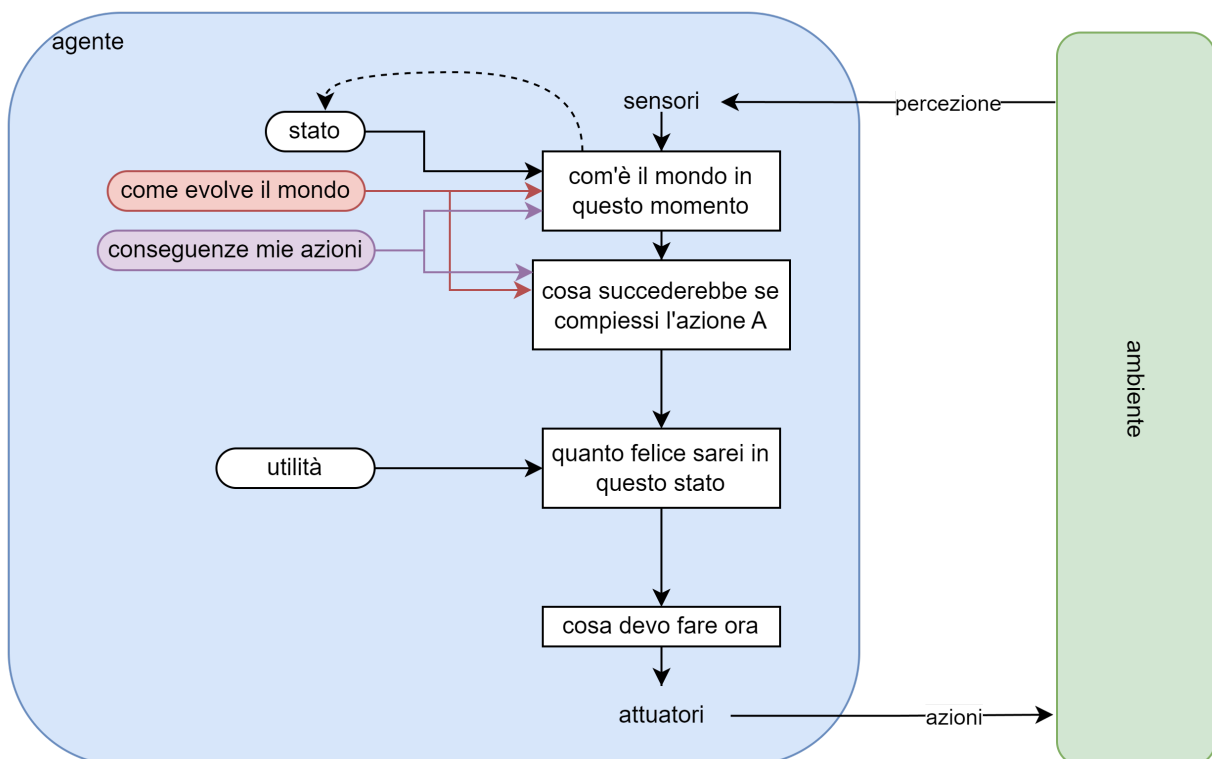 agente
sensori
percezione
stato
com'è il mondo in
questo momento
come evolve il mondo
conseguenze mie azioni
cosa succederebbe se
compiessi l'azione A
ambiente
utilità
quanto felice sarei in
questo stato
cosa devo fare ora
attuatori
azioni